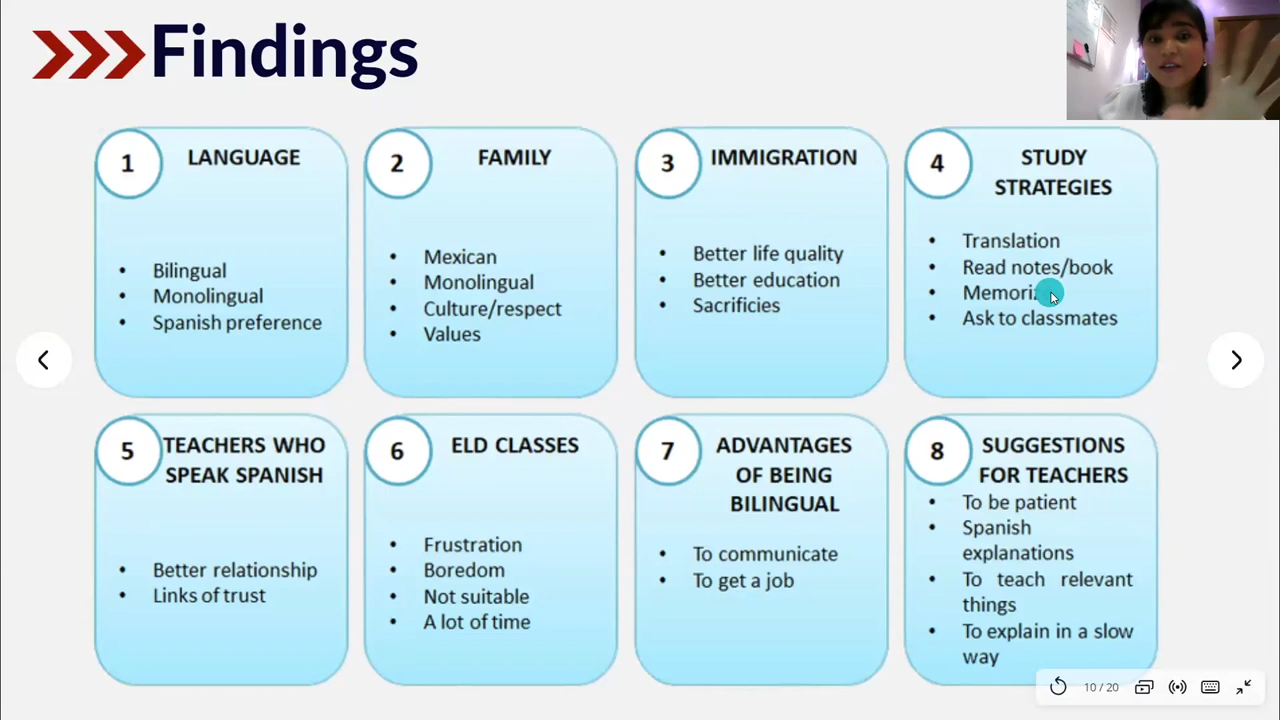 Findings
1
LANGUAGE
• Bilingual
• Monolingual
• Spanish preference
2
FAMILY
• Mexican
• Monolingual
• Culture/respect
• Values
3
IMMIGRATION
• Better life quality
• Better education
• Sacrificies
4
STUDY
STRATEGIES
• Translation
• Read notes/book
•
• Ask to classmates
5
TEACHERS WHO
SPEAK SPANISH
• Better relationship
• Links of trust
6
ELD CLASSES
• Frustration
• Boredom
• Not suitable
• A lot of time
7
ADVANTAGES
OF BEING
BILINGUAL
• To communicate
• To get a job
8
SUGGESTIONS
FOR TEACHERS
• To be patient
• Spanish
explanations
• To teach relevant
things
• To explain in a slow
way
10 / 20